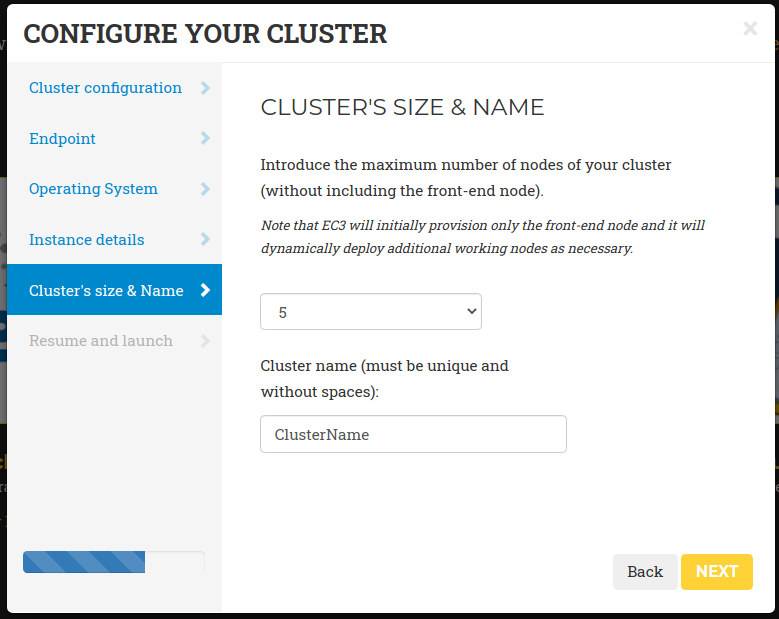 CONFIGURE YOUR CLUSTER
×
Cluster configuration
Endpoint
Operating System
Instance details
Cluster's size & Name
Resume and launch
CLUSTER'S SIZE & NAME
Introduce the maximum number of nodes of your cluster
(without including the front-end node).
Note that EC3 will initially provision only the front-end node and it will
dynamically deploy additional working nodes as necessary.
5
Cluster name (must be unique and
without spaces):
ClusterName
Back
NEXT